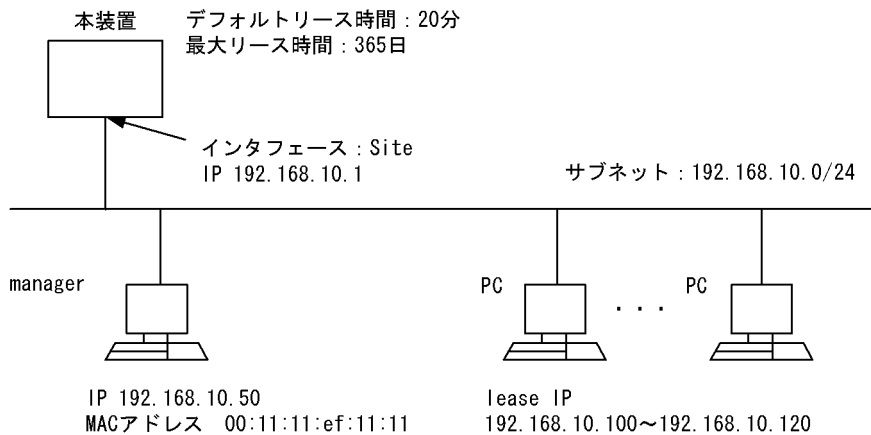 本装置
デフォルトリース時間：20分
最大リース時間：365日
インタフェース：Site
IP 192.168.10.1
サブネット：192.168.10.0/24
manager
PC
・・・
PC
IP 192.168.10.50
MACアドレス　00:11:11:ef:11:11
lease IP
192.168.10.100～192.168.10.120